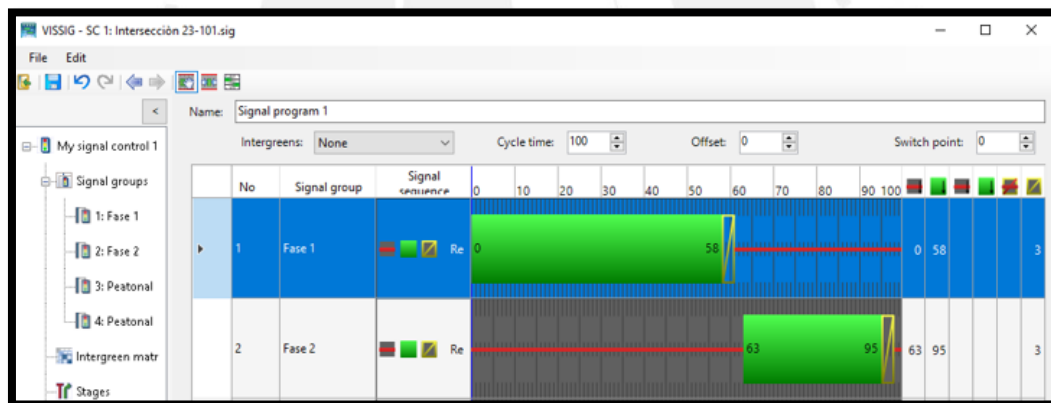 VISSIG - SC 1: Intersecciòn 23-101.sig
File Edit
< Name: Signal program 1
Intergreens: None Cycle time: 100 Offset: 0 Switch point: 0
My signal control 1
Signal groups
1: Fase 1
2: Fase 2
3: Peatonal
4: Peatonal
Intergreen matr
Stages
No Signal group Signal sequence 0 10 20 30 40 50 60 70 80 90 100
1 Fase 1 Re 0 58 0 58 3
2 Fase 2 Re 63 95 63 95 3